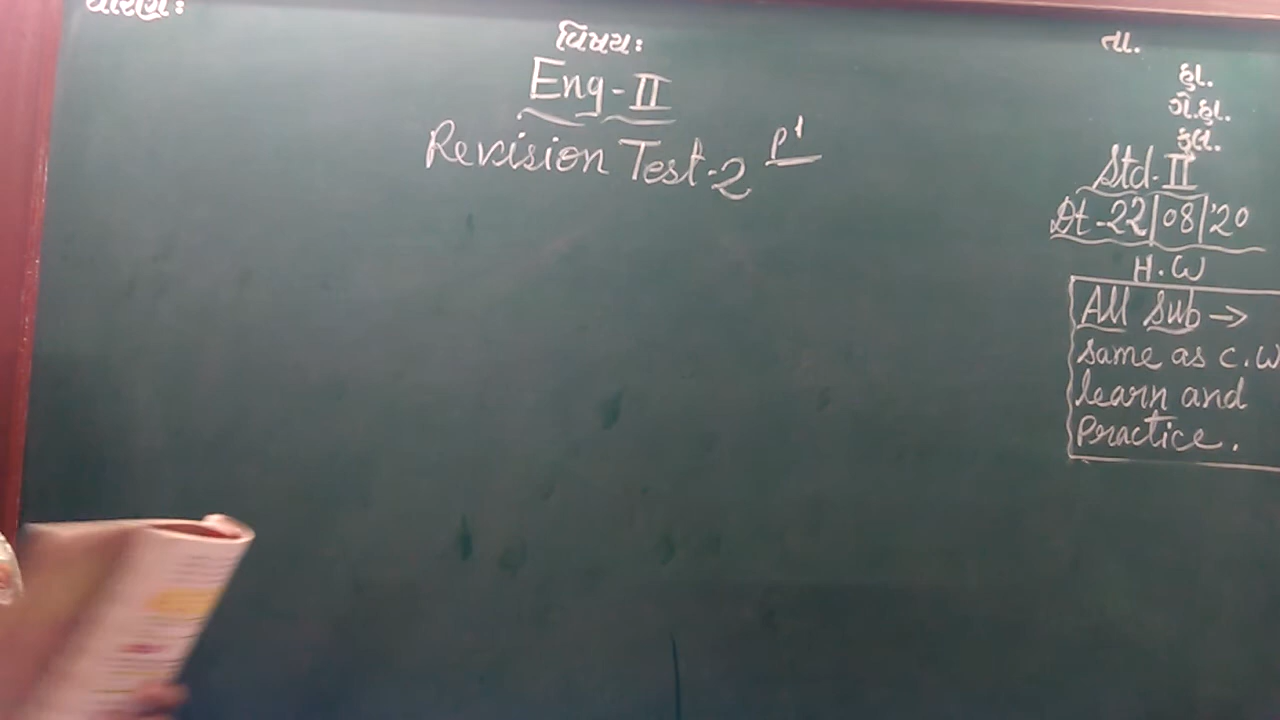 ધોરણ:
વિષય:
Eng-II
Revision Test-2 P1
તા.
હા.
ગે.હા.
કુલ.
Std-II
Dt-22|08|'20
H.W
All Sub →
same as C.W
learn and
Practice.